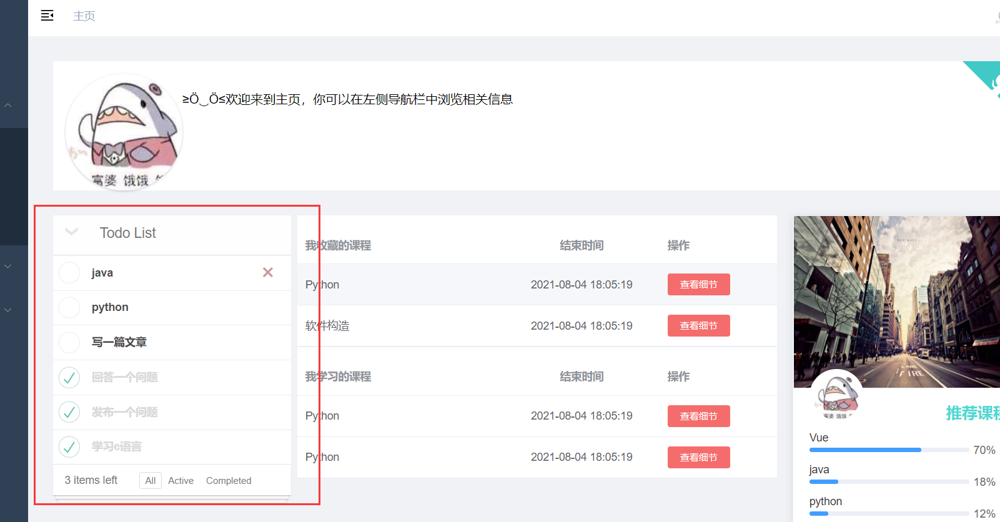 主页
≥Ö‿Ö≤欢迎来到主页，你可以在左侧导航栏中浏览相关信息
富婆 饿饿
Todo List
java
python
写一篇文章
回答一个问题
发布一个问题
学习c语言
3 items left All Active Completed
我收藏的课程 结束时间 操作
Python 2021-08-04 18:05:19 查看细节
软件构造 2021-08-04 18:05:19 查看细节
我学习的课程 结束时间 操作
Python 2021-08-04 18:05:19 查看细节
Python 2021-08-04 18:05:19 查看细节
LANE
FIRE
富婆 饿饿
推荐课程
Vue
70%
java
18%
python
12%